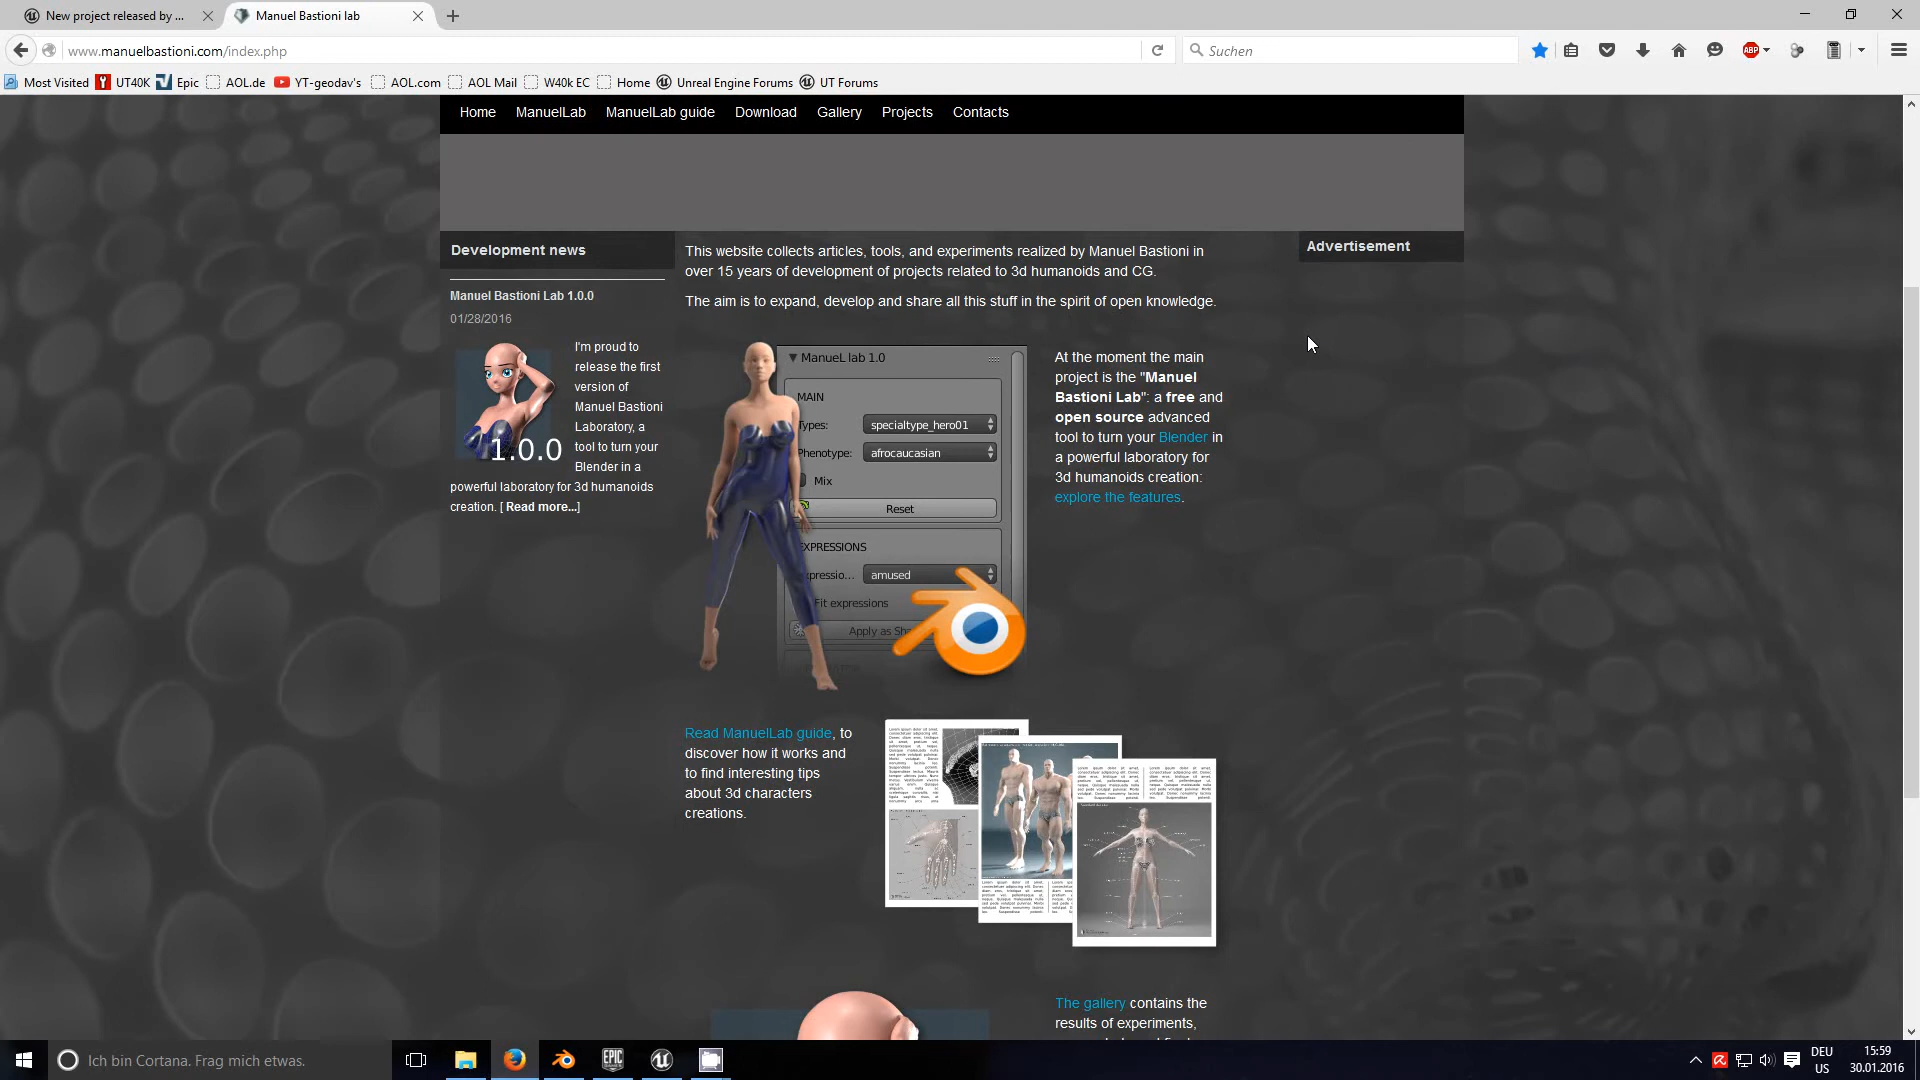 New project released by ...
Manuel Bastioni lab
www.manuelbastioni.com/index.php
Suchen
ABP
Most Visited
UT40K
Epic
AOL.de
YT-geodav's
AOL.com
AOL Mail
W40k EC
Home
Unreal Engine Forums
UT Forums
Home
ManuelLab
ManuelLab guide
Download
Gallery
Projects
Contacts
Development news
Manuel Bastioni Lab 1.0.0
01/28/2016
I'm proud to
release the first
version of
Manuel Bastioni
Laboratory, a
tool to turn your
Blender in a
powerful laboratory for 3d humanoids
creation. [ Read more...]
1.0.0
This website collects articles, tools, and experiments realized by Manuel Bastioni in
over 15 years of development of projects related to 3d humanoids and CG.
The aim is to expand, develop and share all this stuff in the spirit of open knowledge.
ManueL lab 1.0
MAIN
Types: specialtype_hero01
Phenotype: afrocaucasian
Mix
Reset
EXPRESSIONS
expressio... amused
Fit expressions
Apply as Sh
At the moment the main
project is the "Manuel
Bastioni Lab": a free and
open source advanced
tool to turn your Blender in
a powerful laboratory for
3d humanoids creation:
explore the features.
Advertisement
Read ManuelLab guide, to
discover how it works and
to find interesting tips
about 3d characters
creations.
The gallery contains the
results of experiments,
Ich bin Cortana. Frag mich etwas.
EPIC
DEU
US
15:59
30.01.2016